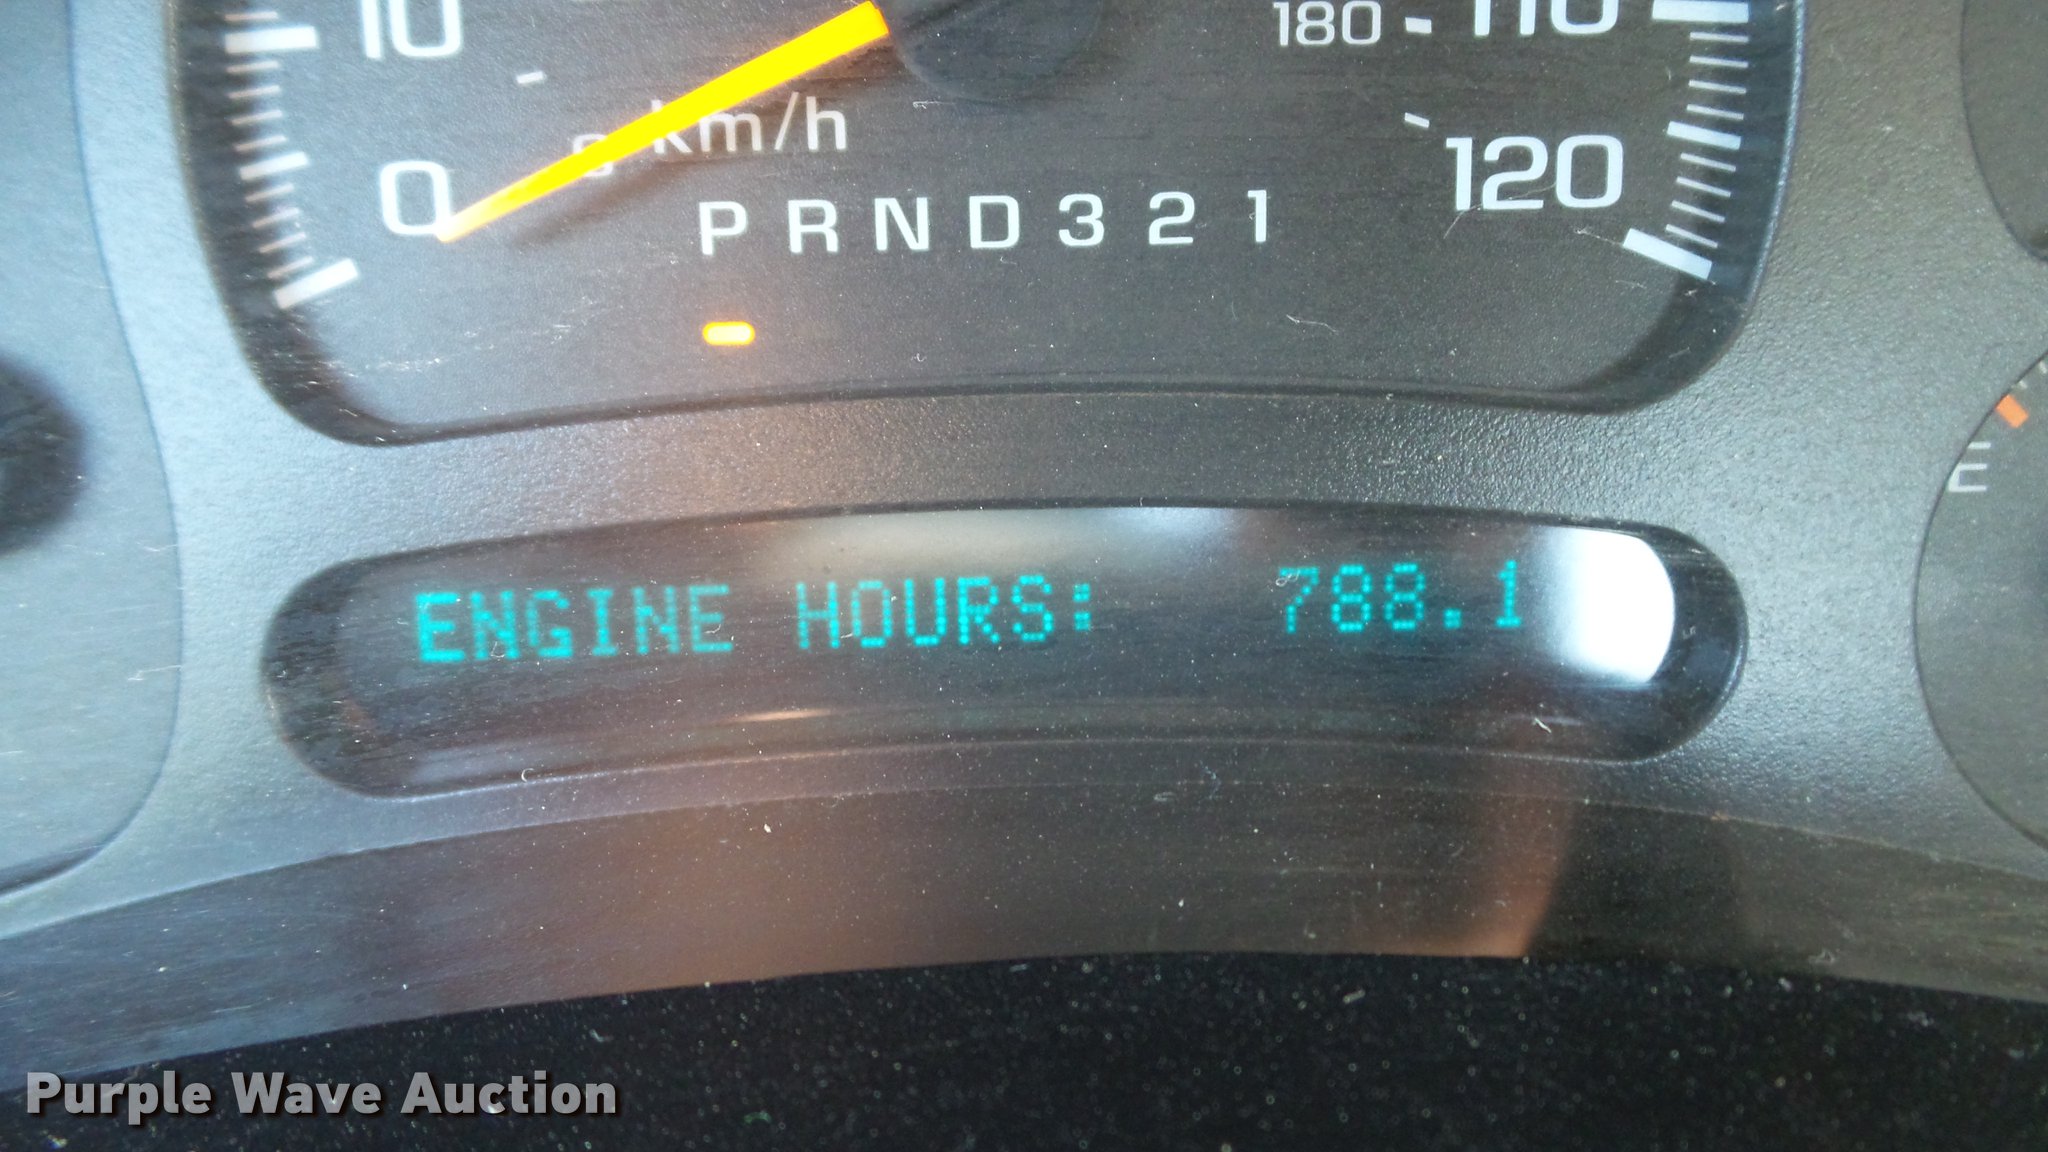 10
180 110
km/h
0
120
PRND321
E
ENGINE HOURS: 788.1
Purple Wave Auction